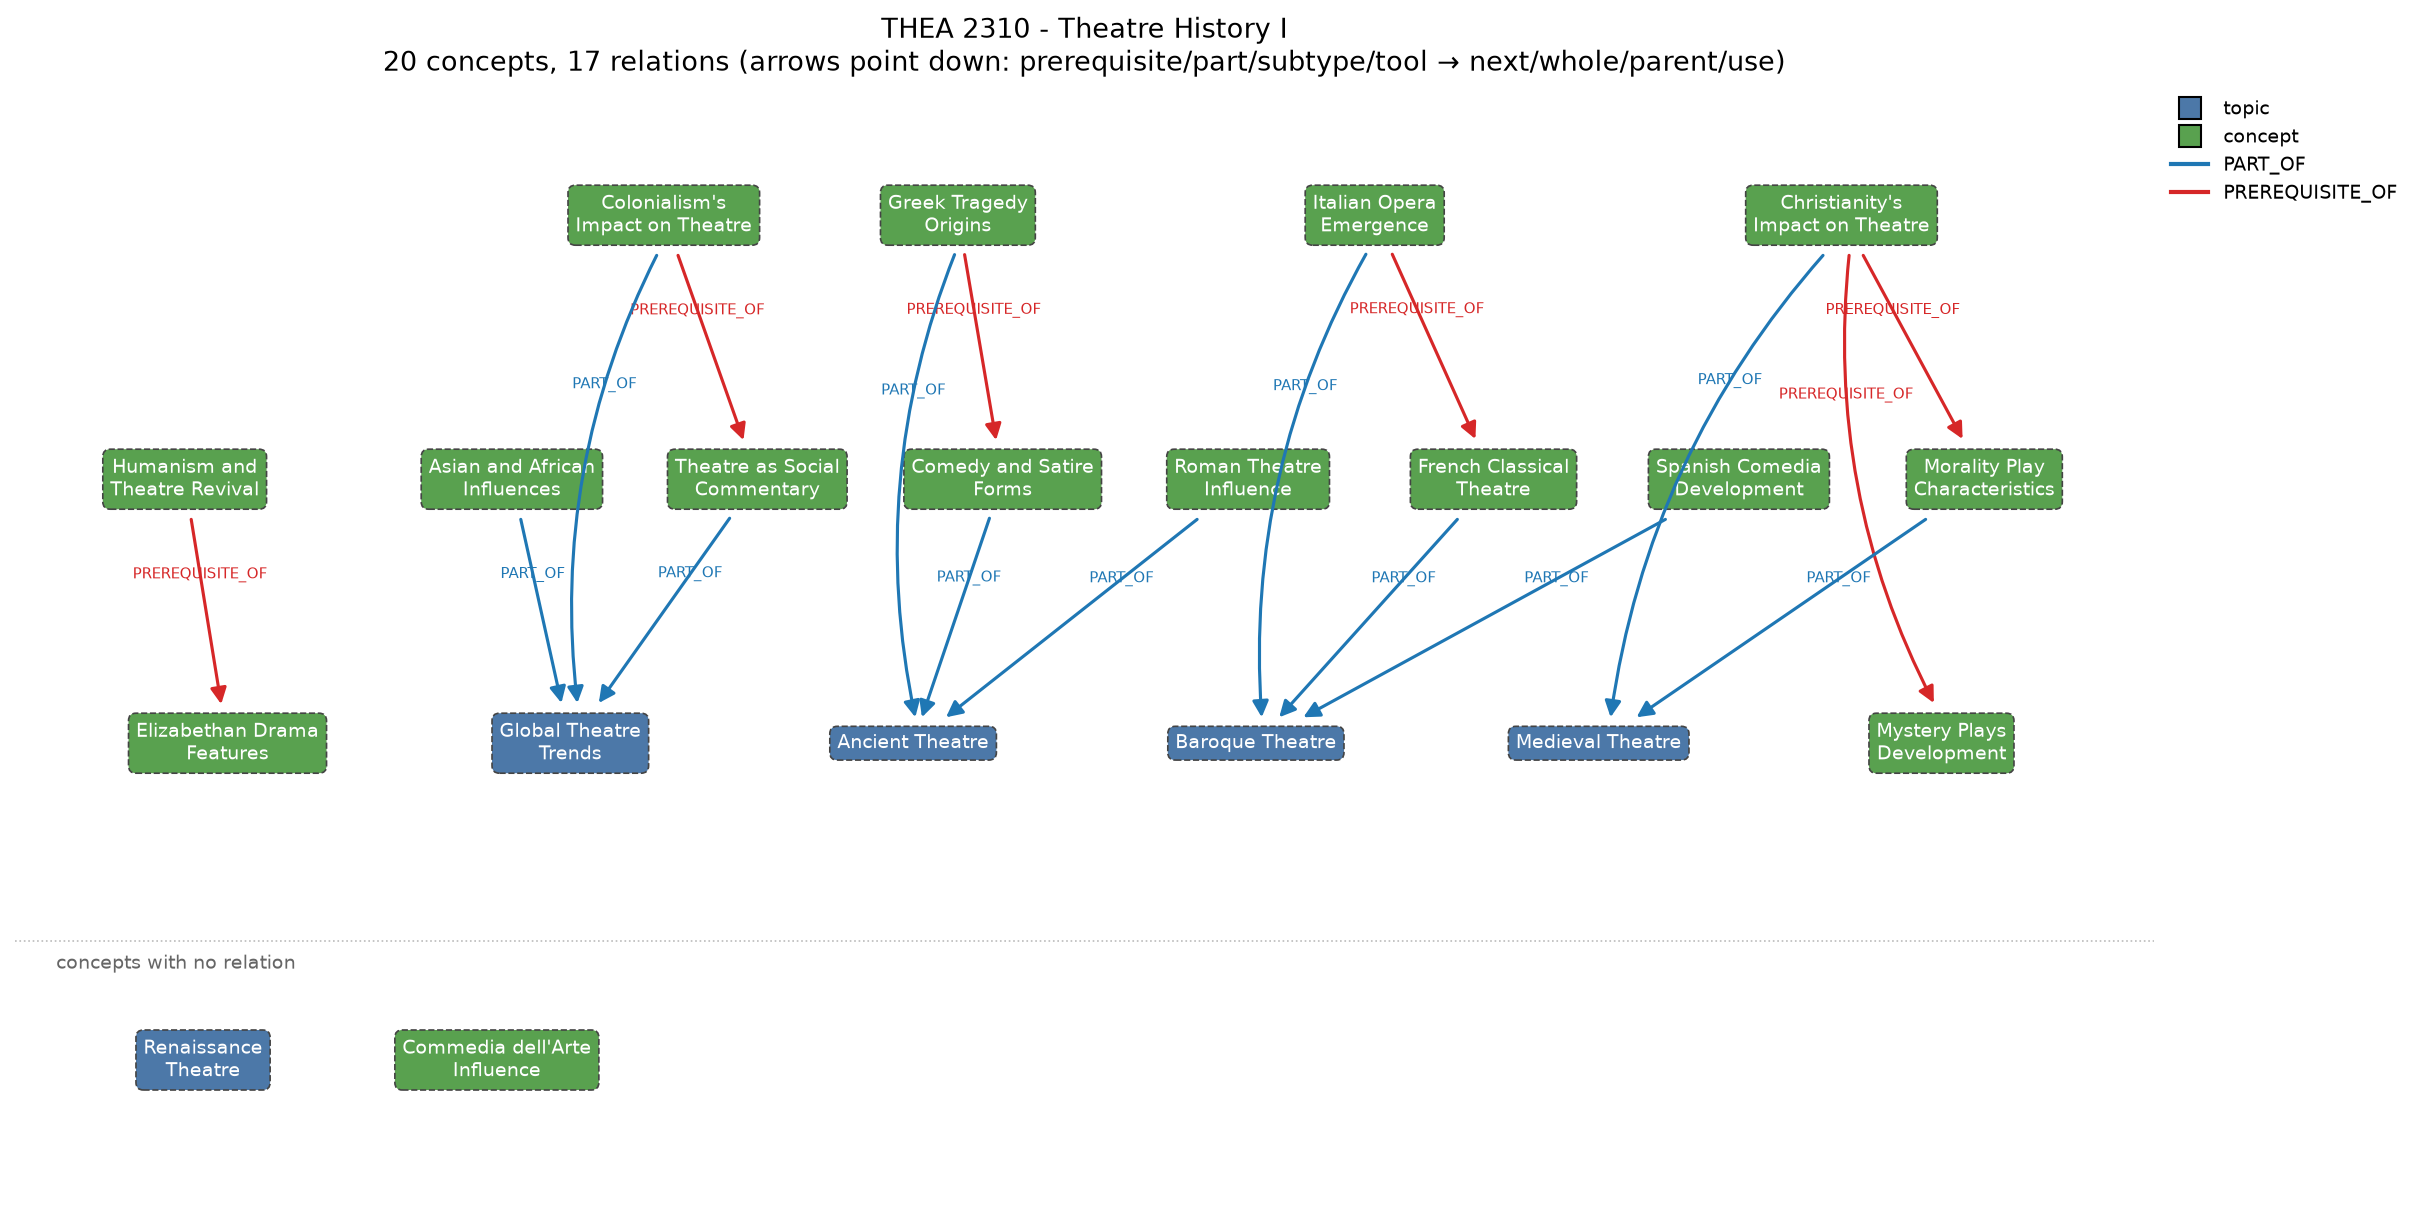 THEA 2310 - Theatre History I
20 concepts, 17 relations (arrows point down: prerequisite/part/subtype/tool → next/whole/parent/use)
topic
concept
PART_OF
PREREQUISITE_OF
Colonialism's
Impact on Theatre
Greek Tragedy
Origins
Italian Opera
Emergence
Christianity's
Impact on Theatre
PREREQUISITE_OF
PREREQUISITE_OF
PREREQUISITE_OF
PREREQUISITE_OF
PART_OF
PART_OF
PART_OF
PART_OF
PREREQUISITE_OF
Humanism and
Theatre Revival
Asian and African
Influences
Theatre as Social
Commentary
Comedy and Satire
Forms
Roman Theatre
Influence
French Classical
Theatre
Spanish Comedia
Development
Morality Play
Characteristics
PREREQUISITE_OF
PART_OF
PART_OF
PART_OF
PART_OF
PART_OF
PART_OF
PART_OF
Elizabethan Drama
Features
Global Theatre
Trends
Ancient Theatre
Baroque Theatre
Medieval Theatre
Mystery Plays
Development
concepts with no relation
Renaissance
Theatre
Commedia dell'Arte
Influence